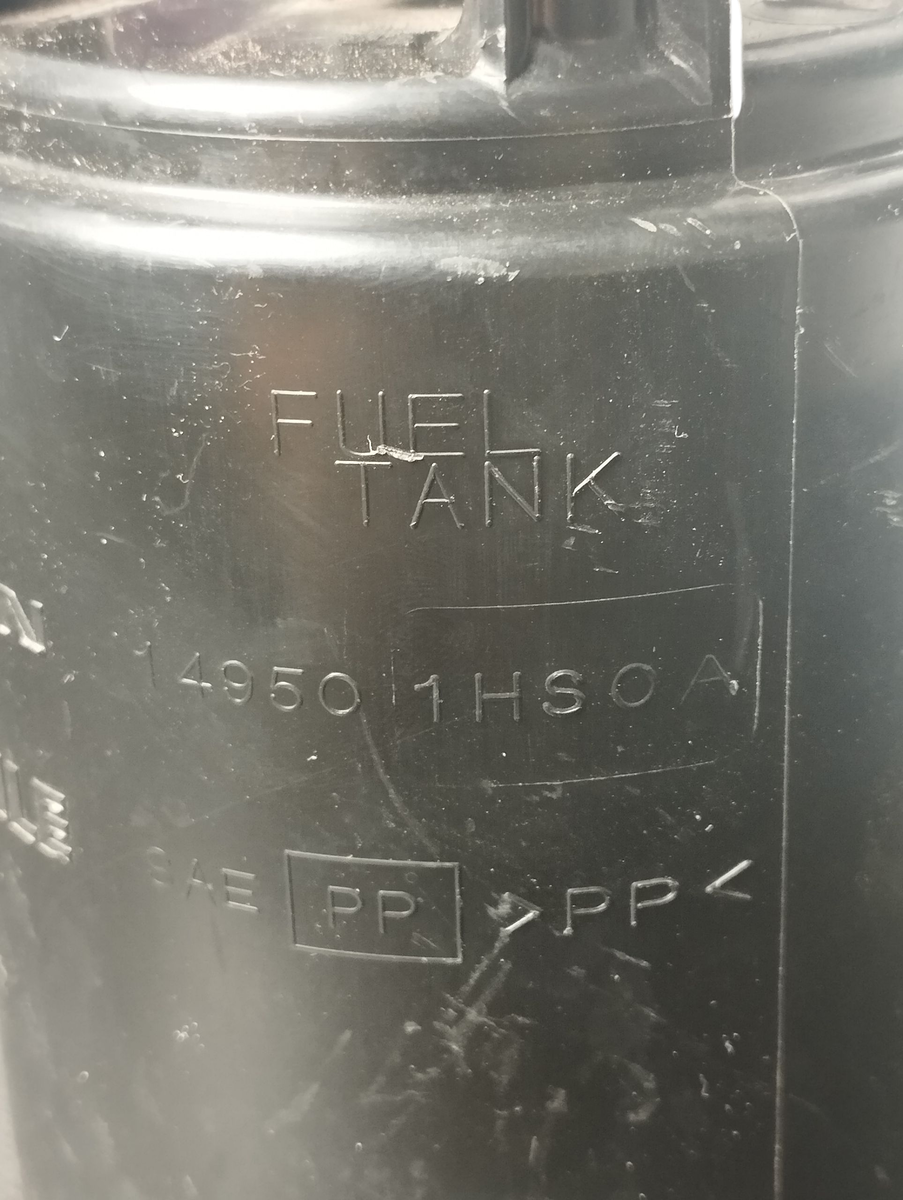 FUEL
TANK
14950 1HS0A
SAE PP >PP<